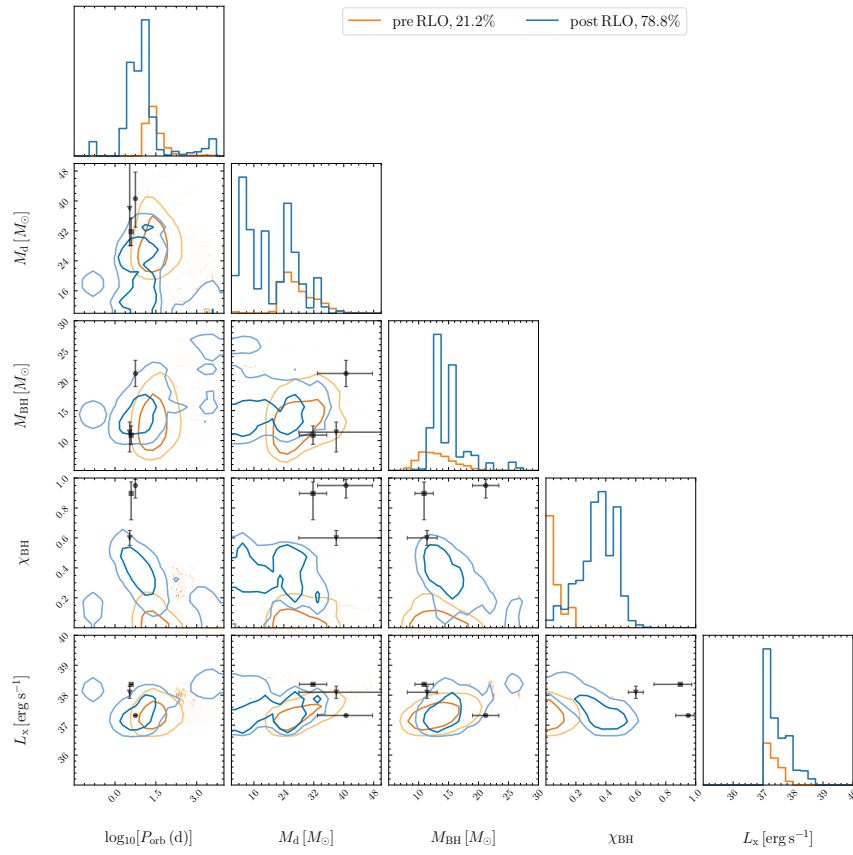 pre RLO, 21.2%
post RLO, 78.8%
M_d [M_⊙]
48
40
32
24
16
M_BH [M_⊙]
30
25
20
15
10
χ_BH
1.0
0.8
0.6
0.4
0.2
L_x [erg s⁻¹]
40
39
38
37
36
0.0 1.5 3.0
16 24 32 40 48
10 15 20 25 30
0.2 0.4 0.6 0.8 1.0
36 37 38 39 40
log₁₀[P_orb (d)]
M_d [M_⊙]
M_BH [M_⊙]
χ_BH
L_x [erg s⁻¹]